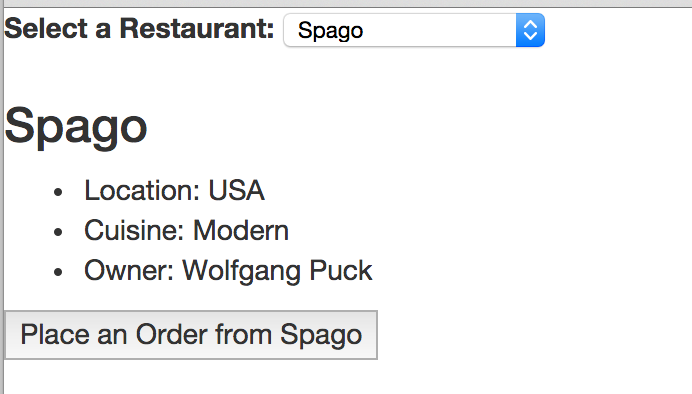 Select a Restaurant: Spago
Spago
Location: USA
Cuisine: Modern
Owner: Wolfgang Puck
Place an Order from Spago